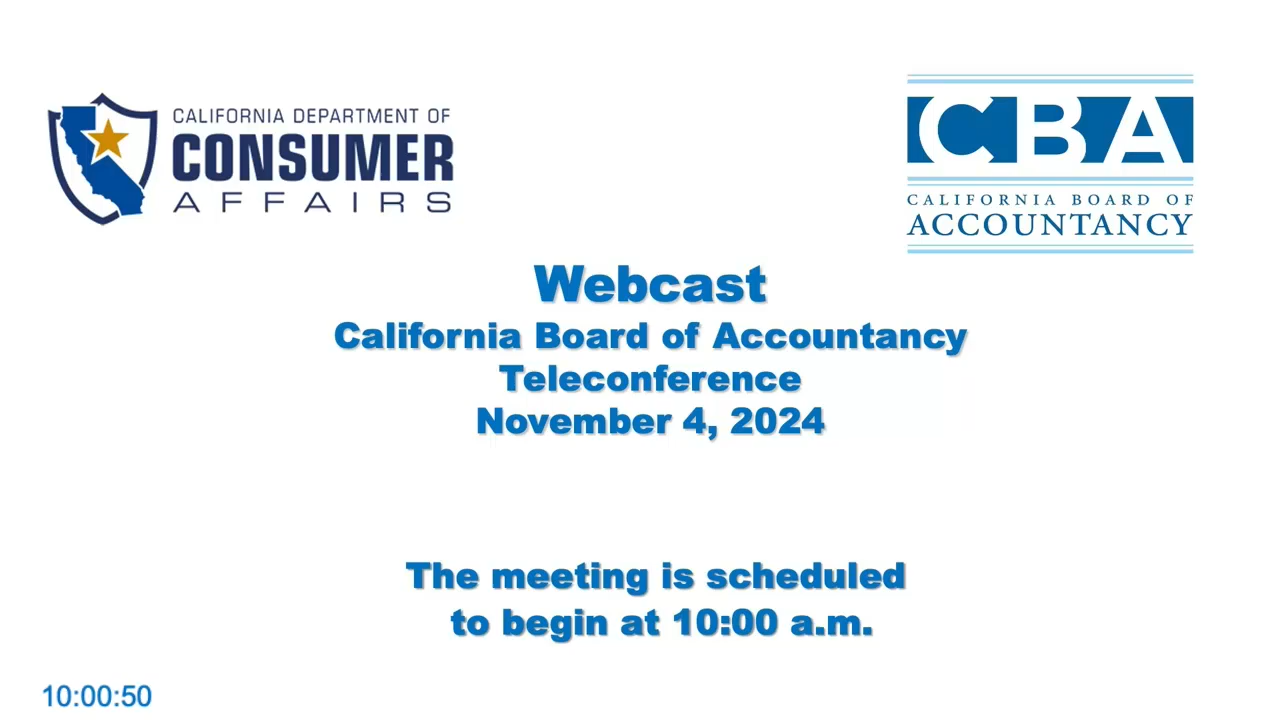 CALIFORNIA DEPARTMENT OF
CONSUMER
AFFAIRS
CBA
CALIFORNIA BOARD OF
ACCOUNTANCY
Webcast
California Board of Accountancy
Teleconference
November 4, 2024
The meeting is scheduled
to begin at 10:00 a.m.
10:00:50